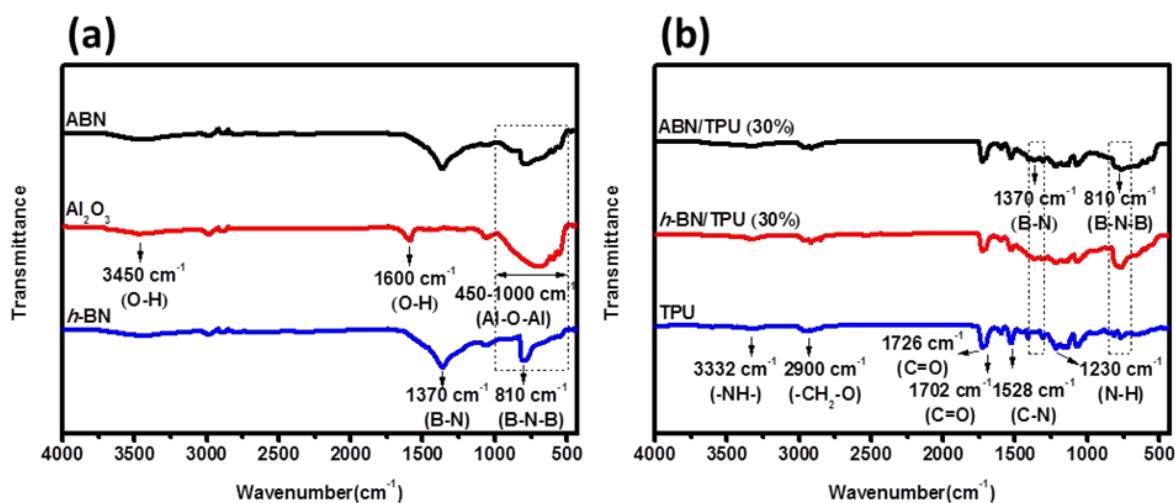 (a)
Transmittance
ABN
Al₂O₃
3450 cm⁻¹
(O-H)
1600 cm⁻¹
(O-H)
450-1000 cm⁻¹
(Al-O-Al)
h-BN
1370 cm⁻¹
(B-N)
810 cm⁻¹
(B-N-B)
4000 3500 3000 2500 2000 1500 1000 500
Wavenumber(cm⁻¹)
(b)
Transmittance
ABN/TPU (30%)
1370 cm⁻¹
(B-N)
810 cm⁻¹
(B-N-B)
h-BN/TPU (30%)
TPU
3332 cm⁻¹
(-NH-)
2900 cm⁻¹
(-CH₂-O)
1726 cm⁻¹
(C=O)
1702 cm⁻¹
(C=O)
1528 cm⁻¹
(C-N)
1230 cm⁻¹
(N-H)
4000 3500 3000 2500 2000 1500 1000 500
Wavenumber(cm⁻¹)